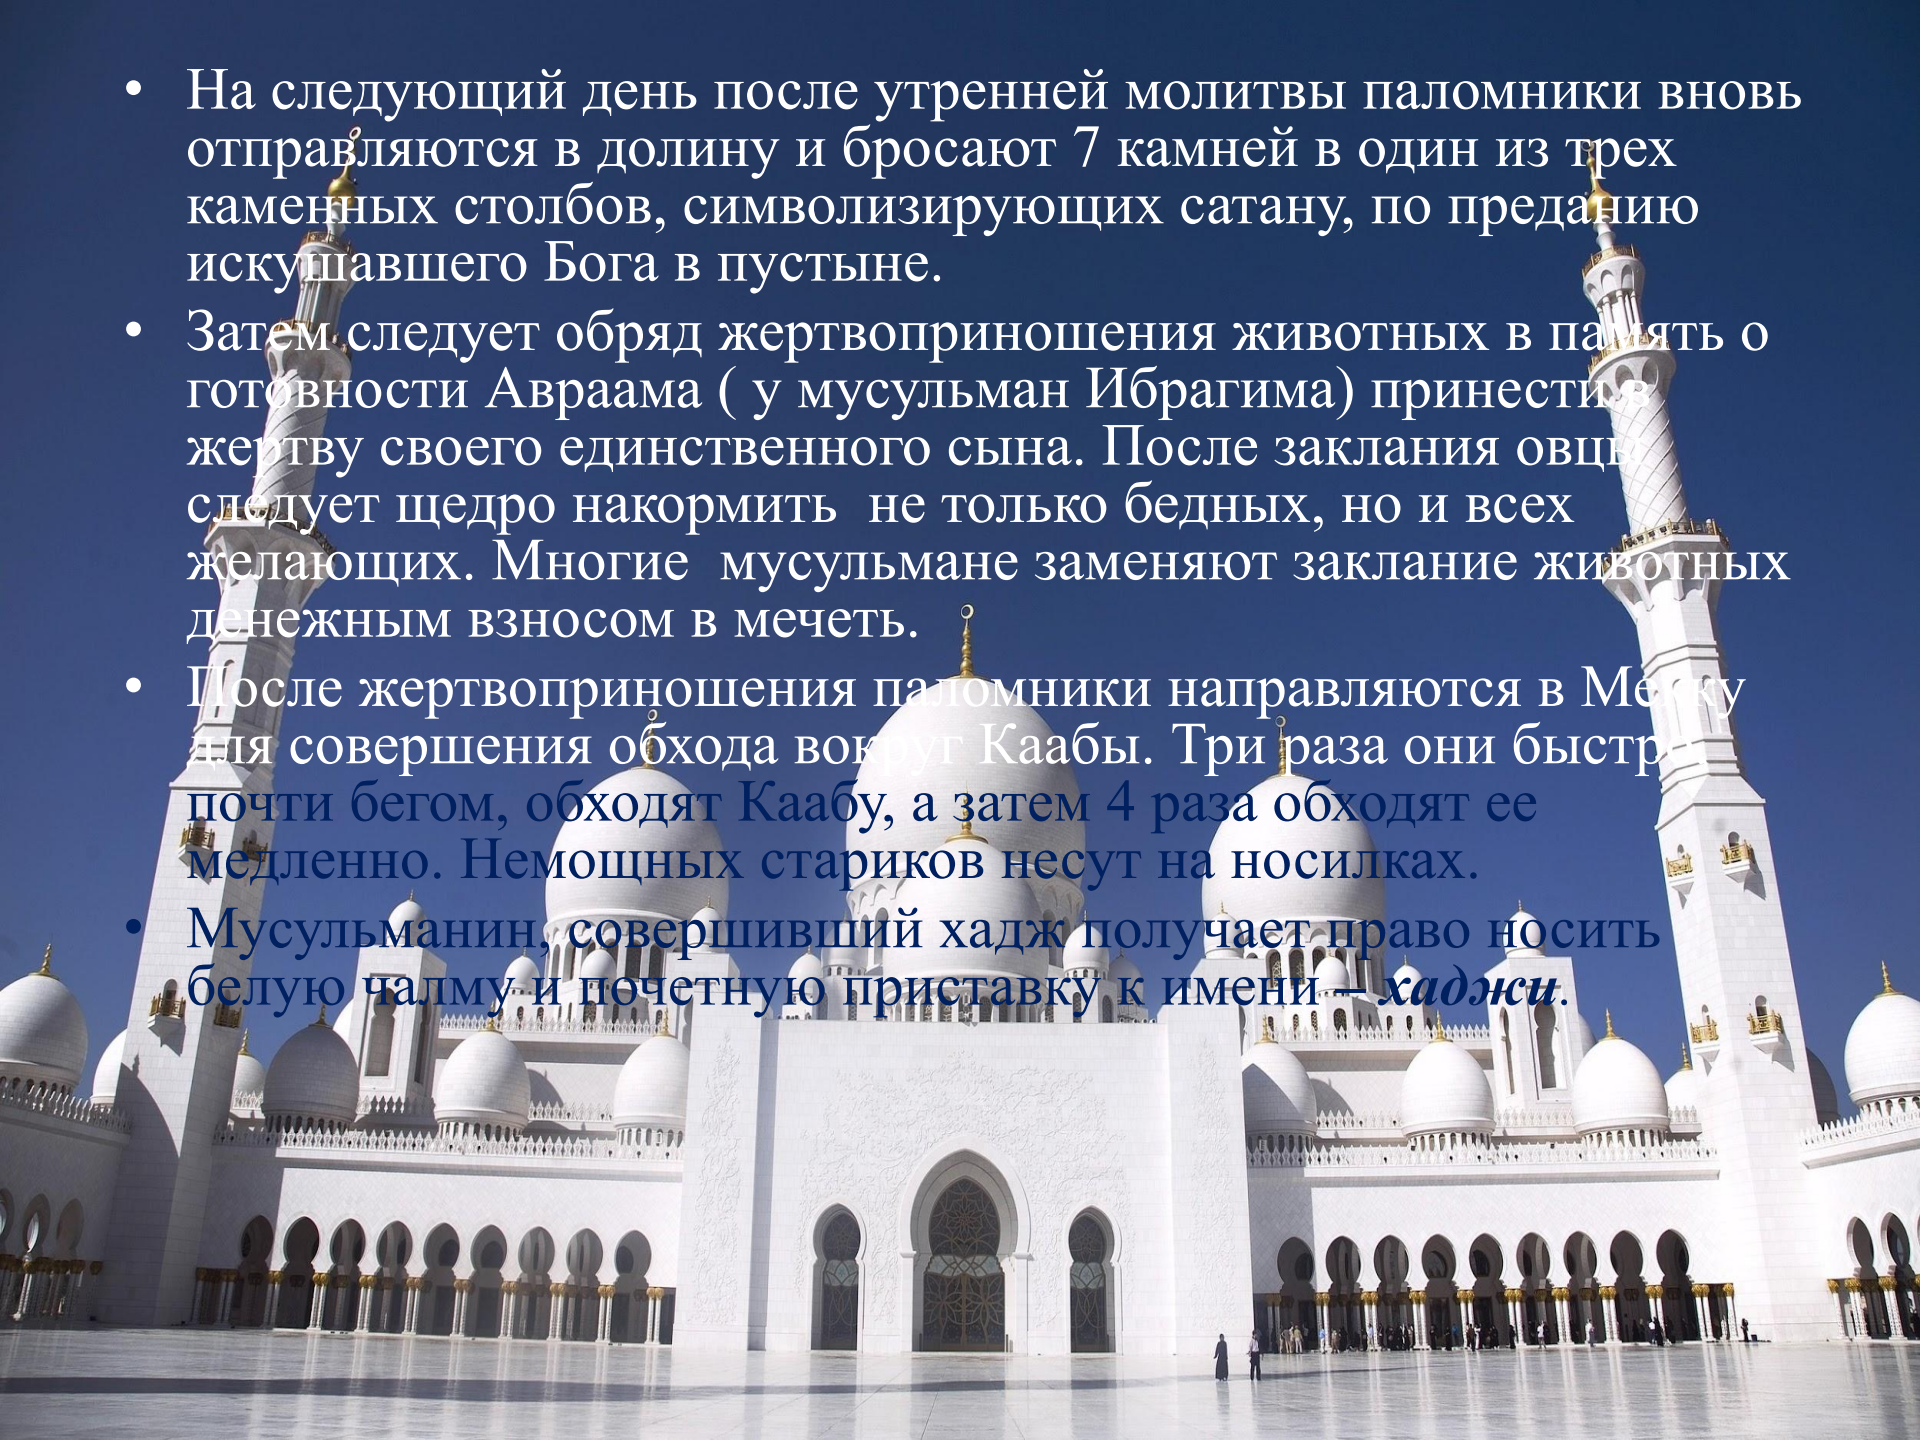 • На следующий день после утренней молитвы паломники вновь
отправляются в долину и бросают 7 камней в один из трех
каменных столбов, символизирующих сатану, по преданию
искушавшего Бога в пустыне.
• Затем следует обряд жертвоприношения животных в память о
готовности Авраама ( у мусульман Ибрагима) принести в
жертву своего единственного сына. После заклания овцы
следует щедро накормить  не только бедных, но и всех
желающих. Многие  мусульмане заменяют заклание животных
денежным взносом в мечеть.
• После жертвоприношения паломники направляются в Мекку
для совершения обхода вокруг Каабы. Три раза они быстро,
почти бегом, обходят Каабу, а затем 4 раза обходят ее
медленно. Немощных стариков несут на носилках.
• Мусульманин, совершивший хадж получает право носить
белую чалму и почетную приставку к имени – хаджи.